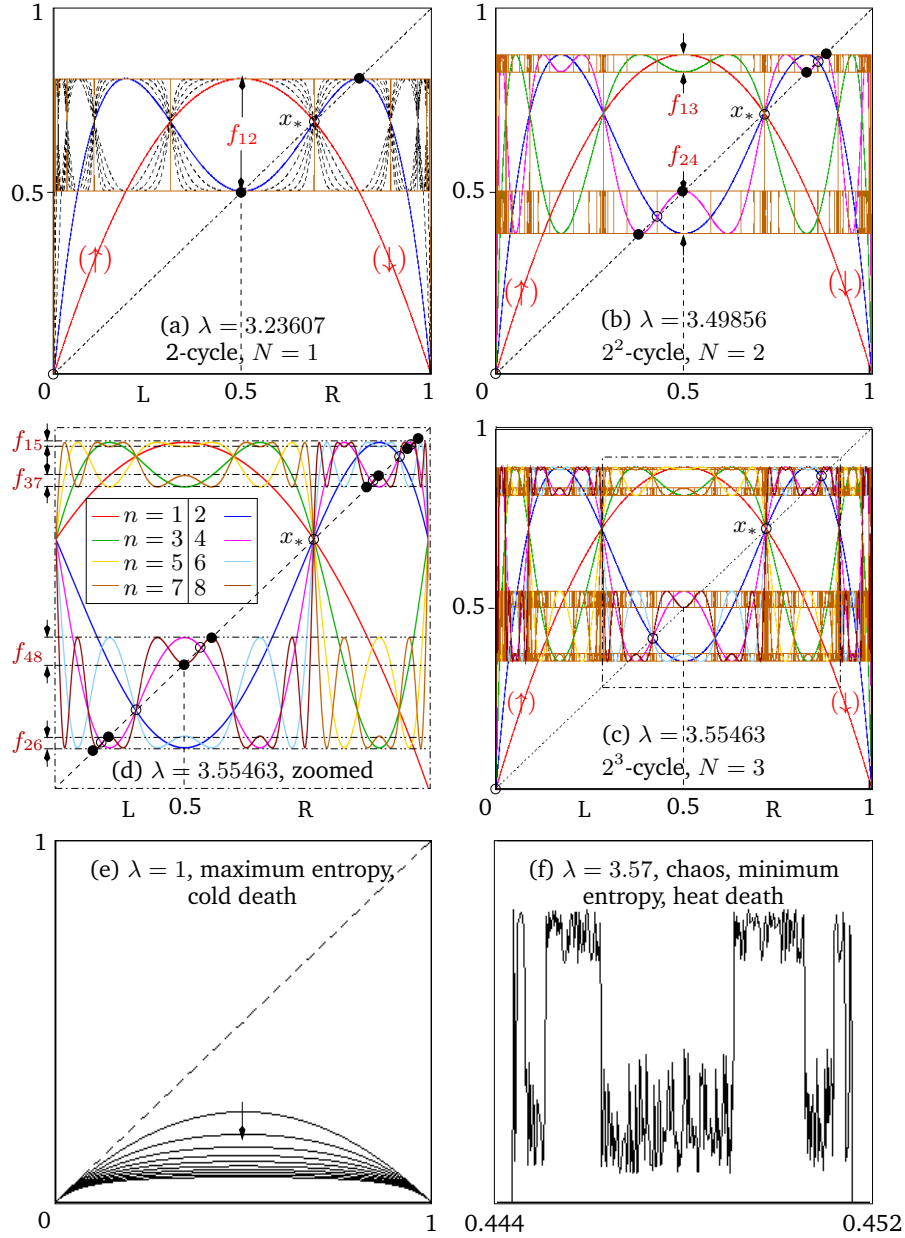 1
0.5
x∗
f12
(↑)
(↓)
(a) λ = 3.23607
2-cycle, N = 1
0
L
0.5
R
1
1
0.5
f13
x∗
f24
(↑)
(↓)
(b) λ = 3.49856
2²-cycle, N = 2
0
L
0.5
R
1
f15
f37
n = 1 2
n = 3 4
n = 5 6
n = 7 8
x∗
f48
f26
(d) λ = 3.55463, zoomed
L
0.5
R
1
x∗
0.5
(↑)
(↓)
(c) λ = 3.55463
2³-cycle, N = 3
0
L
0.5
R
1
1
(e) λ = 1, maximum entropy,
cold death
0
1
(f) λ = 3.57, chaos, minimum
entropy, heat death
0.444
0.452